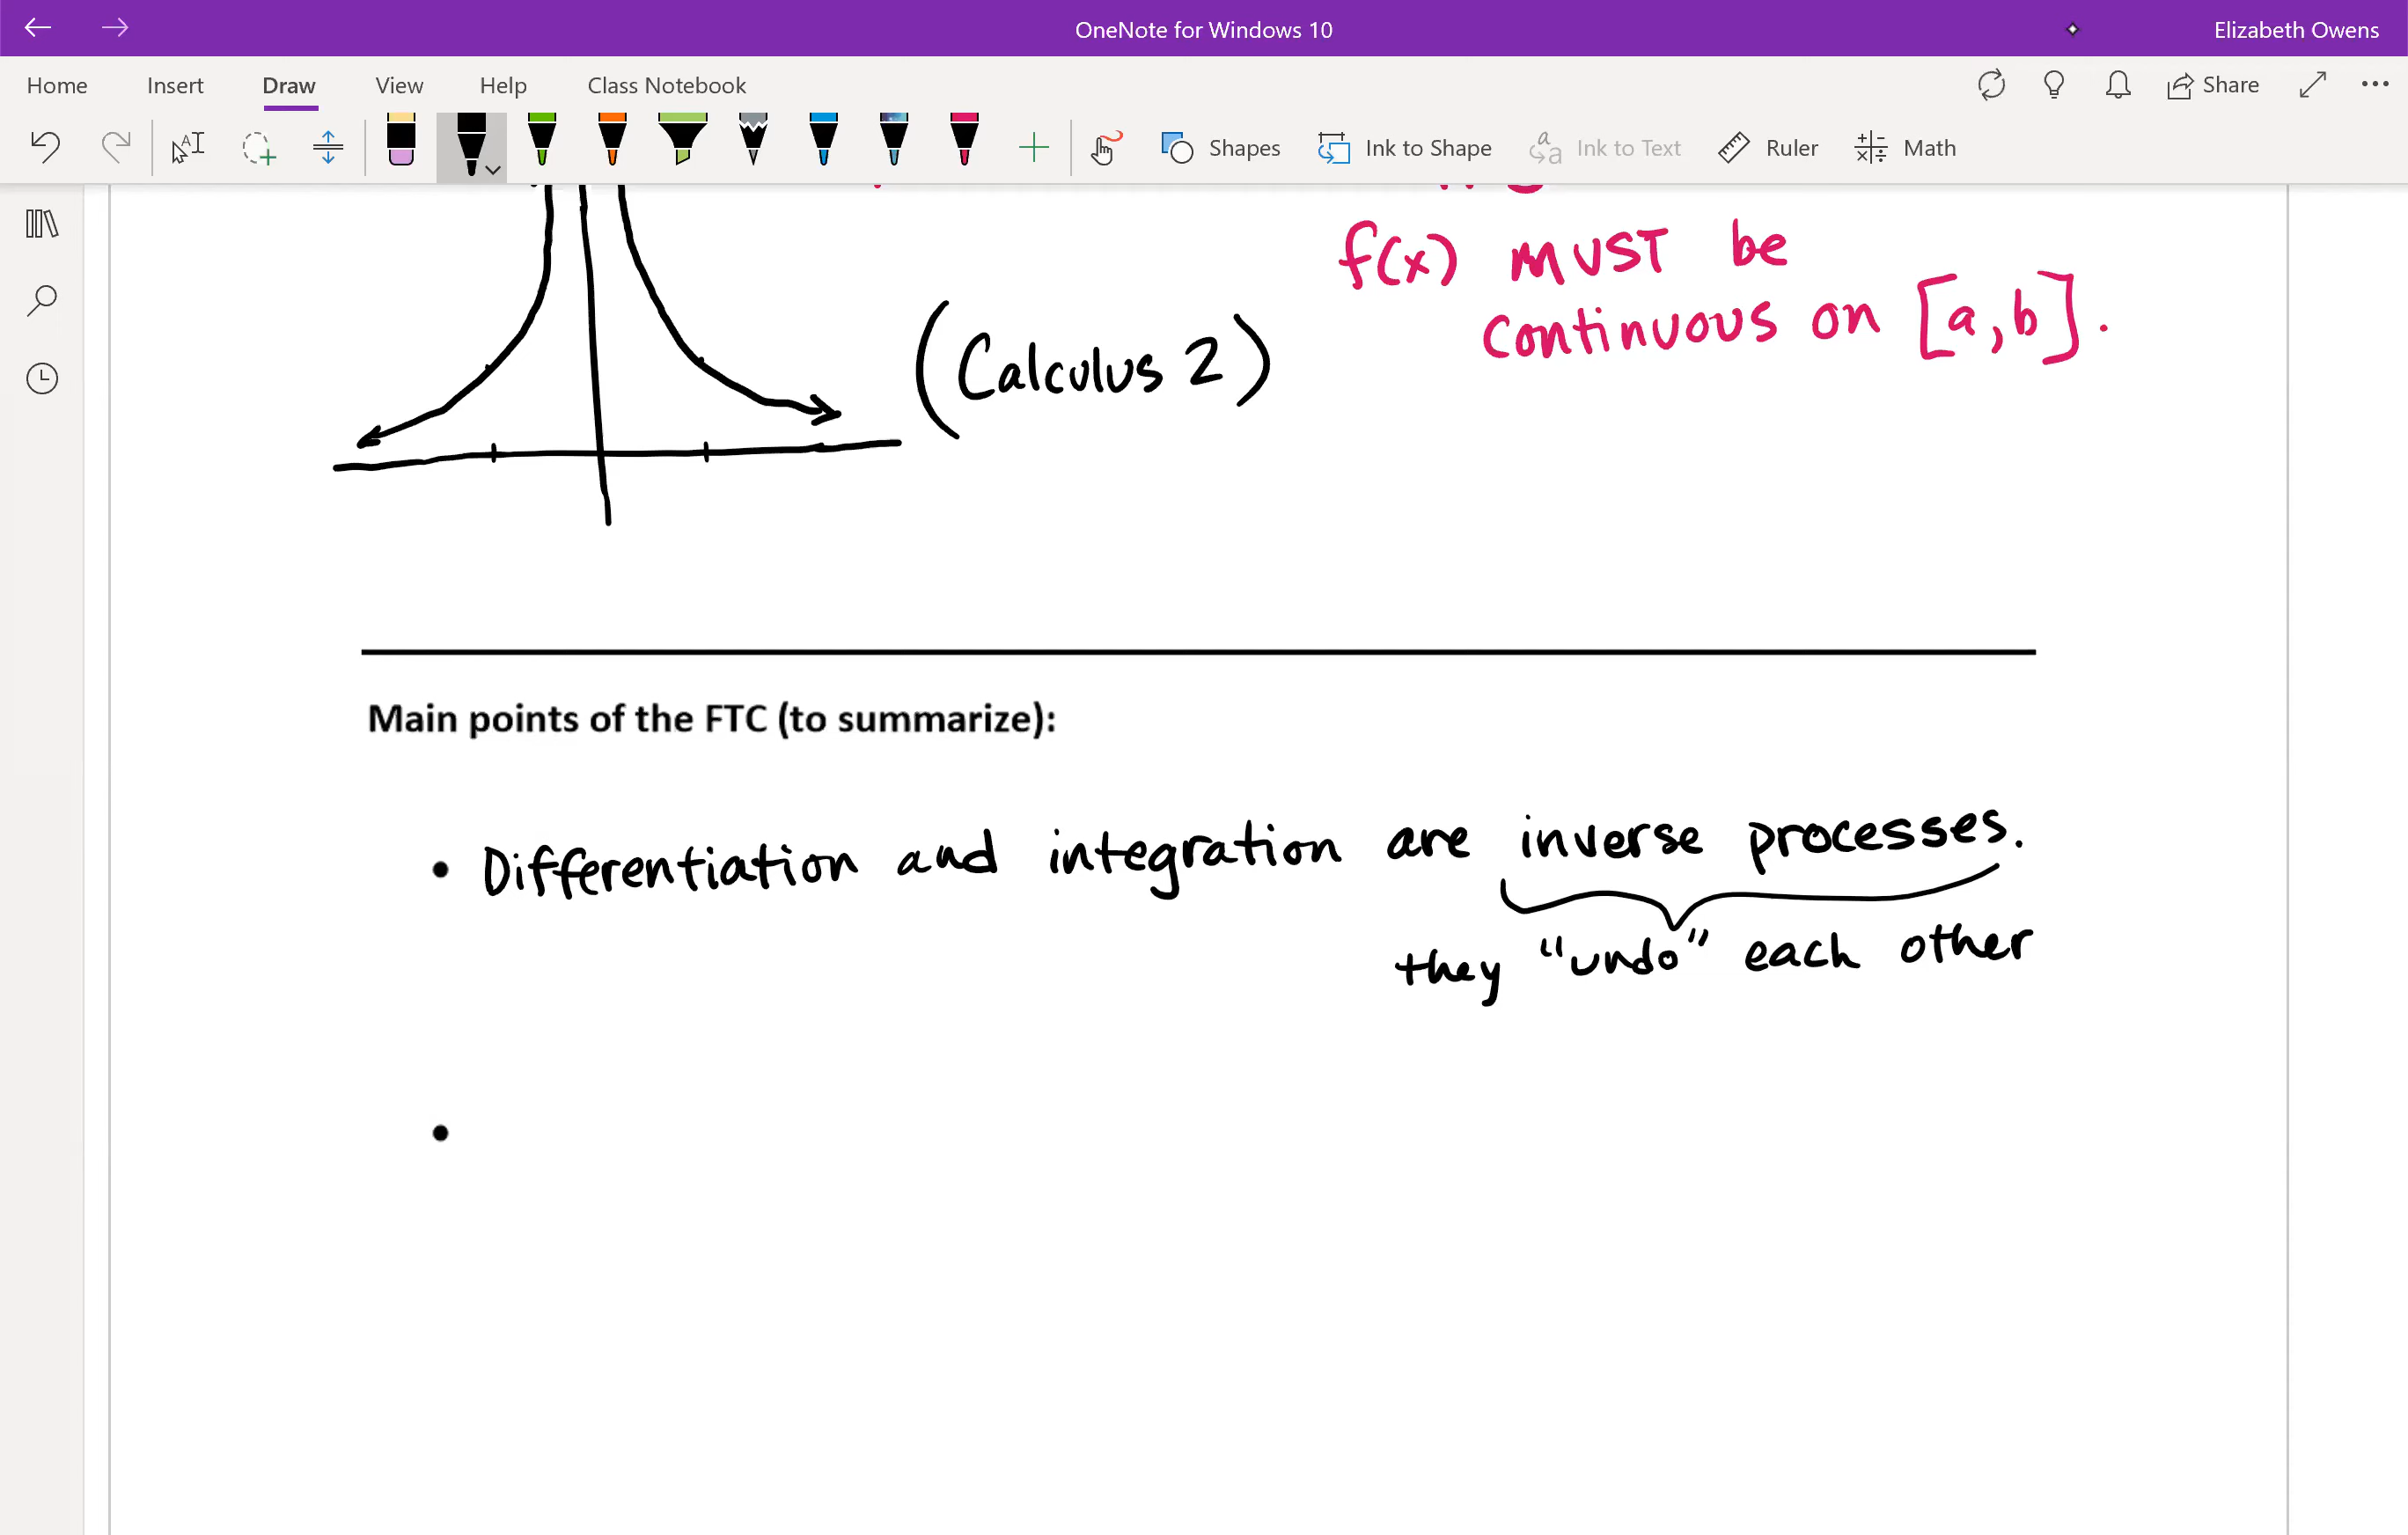 OneNote for Windows 10
Elizabeth Owens
Home Insert Draw View Help Class Notebook Share
Shapes Ink to Shape Ink to Text Ruler Math
f(x) must be
continuous on [a,b].
(Calculus 2)
Main points of the FTC (to summarize):
• Differentiation and integration are inverse processes.
they "undo" each other
•